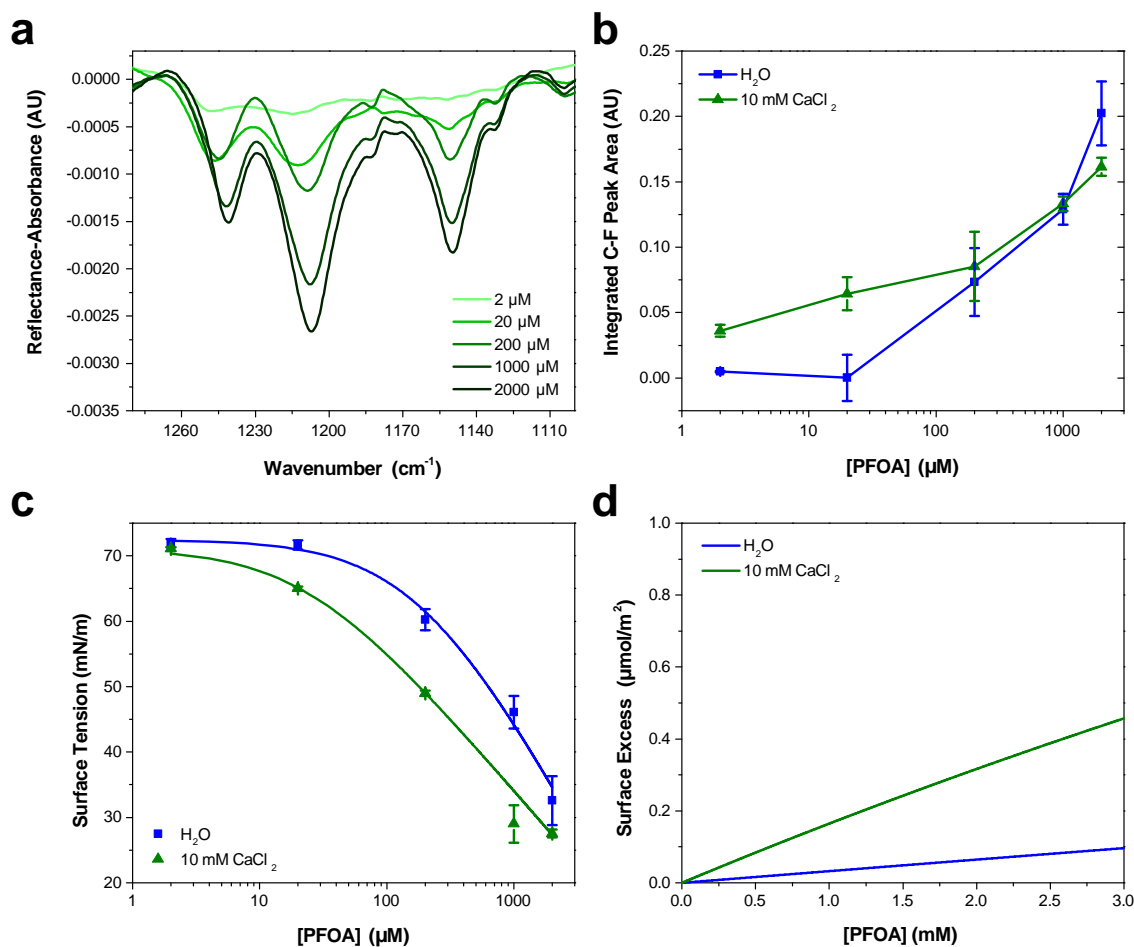 a
0.0000
-0.0005
-0.0010
-0.0015
-0.0020
-0.0025
-0.0030
-0.0035
Reflectance-Absorbance (AU)
2 µM
20 µM
200 µM
1000 µM
2000 µM
1260
1230
1200
1170
1140
1110
Wavenumber (cm⁻¹)
b
0.25
0.20
0.15
0.10
0.05
0.00
Integrated C-F Peak Area (AU)
H₂O
10 mM CaCl₂
1
10
100
1000
[PFOA] (µM)
c
70
60
50
40
30
20
Surface Tension (mN/m)
H₂O
10 mM CaCl₂
1
10
100
1000
[PFOA] (µM)
d
1.0
0.8
0.6
0.4
0.2
0.0
Surface Excess (µmol/m²)
H₂O
10 mM CaCl₂
0.0
0.5
1.0
1.5
2.0
2.5
3.0
[PFOA] (mM)